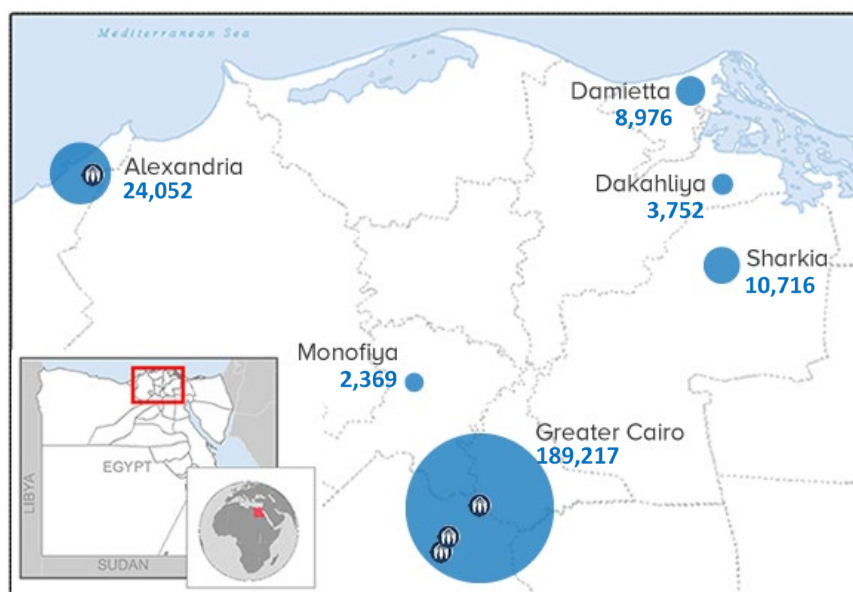 Mediterranean Sea
Damietta
8,976
Alexandria
24,052
Dakahliya
3,752
Sharkia
10,716
Monofiya
2,369
Greater Cairo
189,217
LIBYA
EGYPT
SUDAN